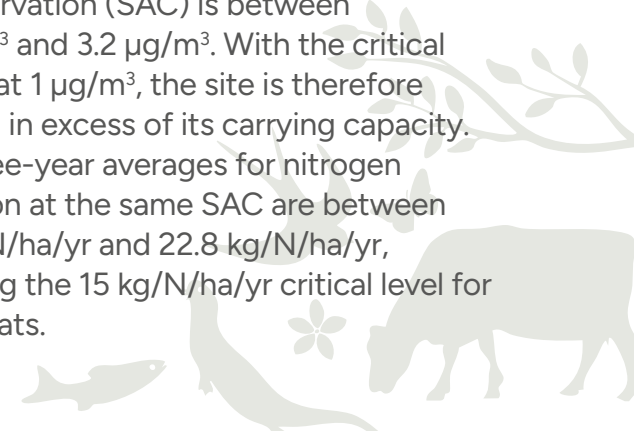 rvation (SAC) is between
³ and 3.2 µg/m³. With the critical
at 1 µg/m³, the site is therefore
in excess of its carrying capacity.
ee-year averages for nitrogen
on at the same SAC are between
N/ha/yr and 22.8 kg/N/ha/yr,
g the 15 kg/N/ha/yr critical level for
ats.